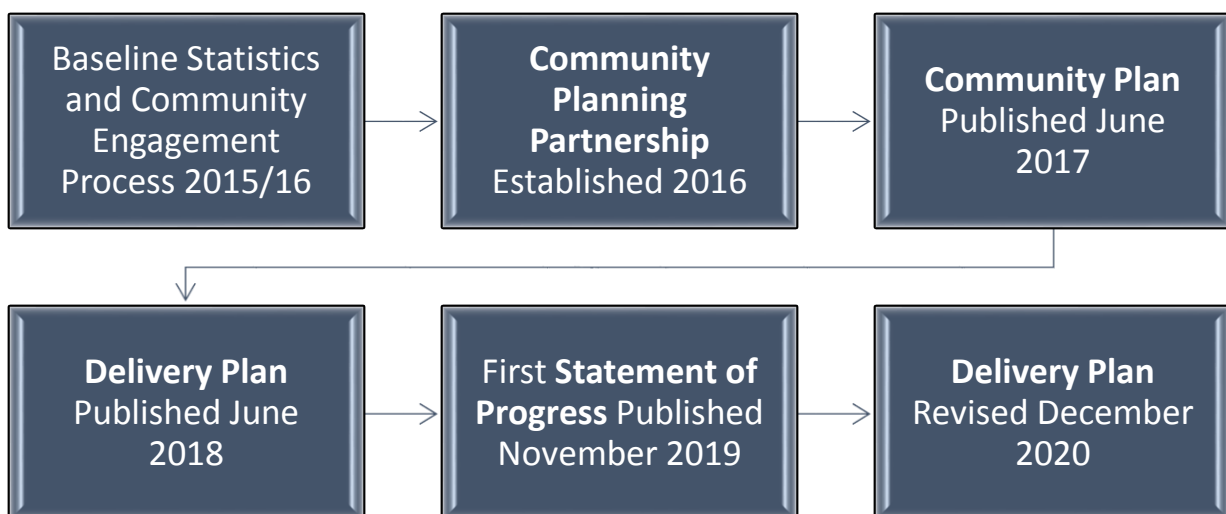 Baseline Statistics
and Community
Engagement
Process 2015/16
Community
Planning
Partnership
Established 2016
Community Plan
Published June
2017
Delivery Plan
Published June
2018
First Statement of
Progress Published
November 2019
Delivery Plan
Revised December
2020